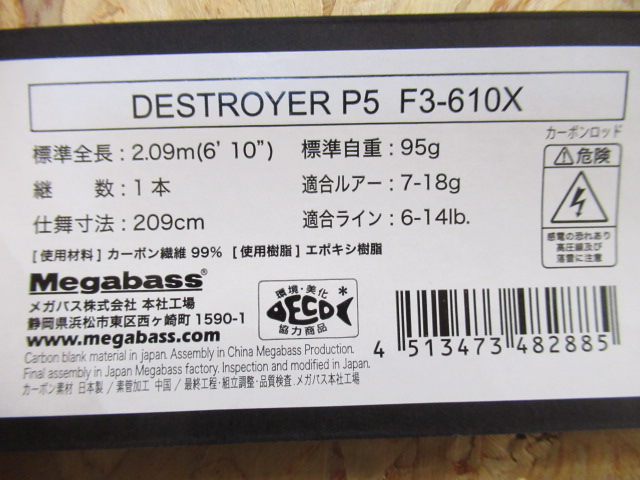 DESTROYER P5 F3-610X
標準全長 : 2.09m(6' 10")
標準自重 : 95g
継 数 : 1本
適合ルアー : 7-18g
仕舞寸法 : 209cm
適合ライン : 6-14lb.
[ 使用材料 ] カーボン繊維 99% [ 使用樹脂 ] エポキシ樹脂
カーボンロッド
⚠危険
感電の恐れあり
高圧線及び
落雷に注意
Megabass®
メガバス株式会社 本社工場
静岡県浜松市東区西ヶ崎町 1590-1
www.megabass.com
環境・美化
DECO
*
協力商品
4 513473 482885
Carbon blank material in japan. Assembly in China Megabass Production.
Final assembly in Japan Megabass factory. Inspection and modified in Japan.
カーボン素材 日本製 / 素管加工 中国 / 最終工程・組立調整・品質検査 メガバス本社工場